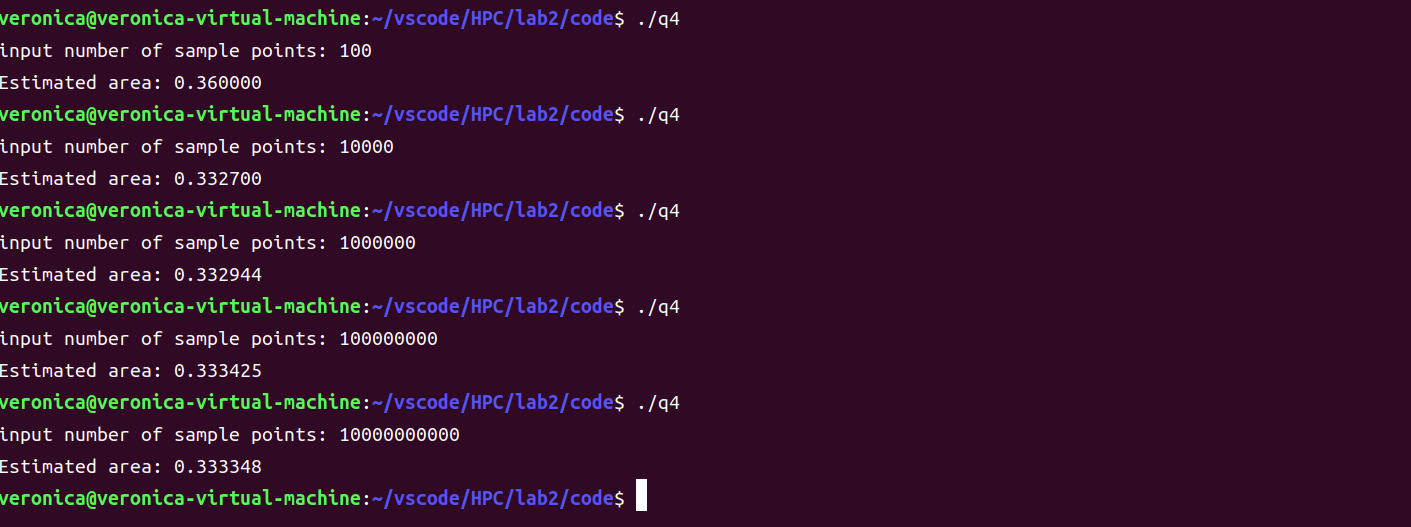 veronica@veronica-virtual-machine:~/vscode/HPC/lab2/code$ ./q4
input number of sample points: 100
Estimated area: 0.360000
veronica@veronica-virtual-machine:~/vscode/HPC/lab2/code$ ./q4
input number of sample points: 10000
Estimated area: 0.332700
veronica@veronica-virtual-machine:~/vscode/HPC/lab2/code$ ./q4
input number of sample points: 1000000
Estimated area: 0.332944
veronica@veronica-virtual-machine:~/vscode/HPC/lab2/code$ ./q4
input number of sample points: 100000000
Estimated area: 0.333425
veronica@veronica-virtual-machine:~/vscode/HPC/lab2/code$ ./q4
input number of sample points: 10000000000
Estimated area: 0.333348
veronica@veronica-virtual-machine:~/vscode/HPC/lab2/code$